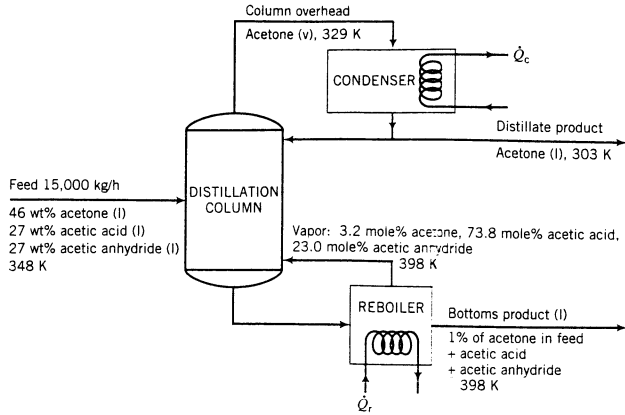 Column overhead
Acetone (v), 329 K
CONDENSER
Q̇c
Distillate product
Acetone (l), 303 K
Feed 15,000 kg/h
46 wt% acetone (l)
27 wt% acetic acid (l)
27 wt% acetic anhydride (l)
348 K
DISTILLATION
COLUMN
Vapor: 3.2 mole% acetone, 73.8 mole% acetic acid,
23.0 mole% acetic anhydride
398 K
REBOILER
Q̇r
Bottoms product (l)
1% of acetone in feed
+ acetic acid
+ acetic anhydride
398 K